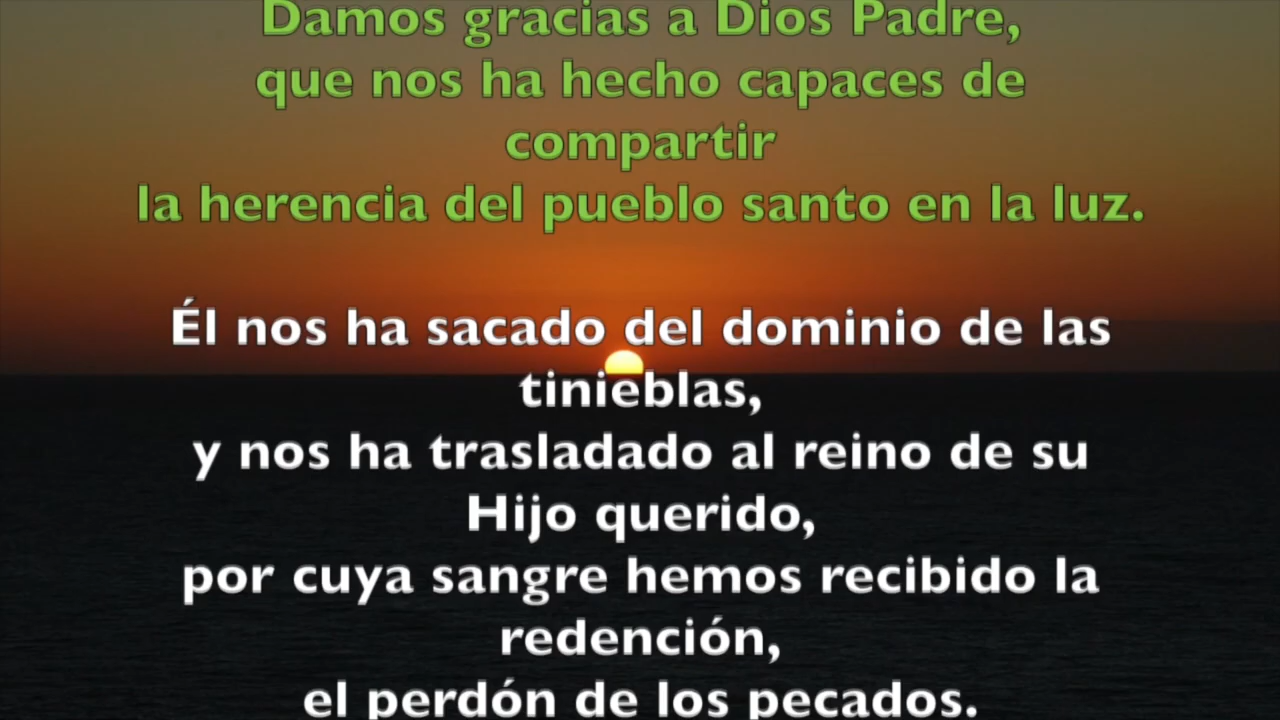 Damos gracias a Dios Padre,
que nos ha hecho capaces de
compartir
la herencia del pueblo santo en la luz.
Él nos ha sacado del dominio de las
tinieblas,
y nos ha trasladado al reino de su
Hijo querido,
por cuya sangre hemos recibido la
redención,
el perdón de los pecados.